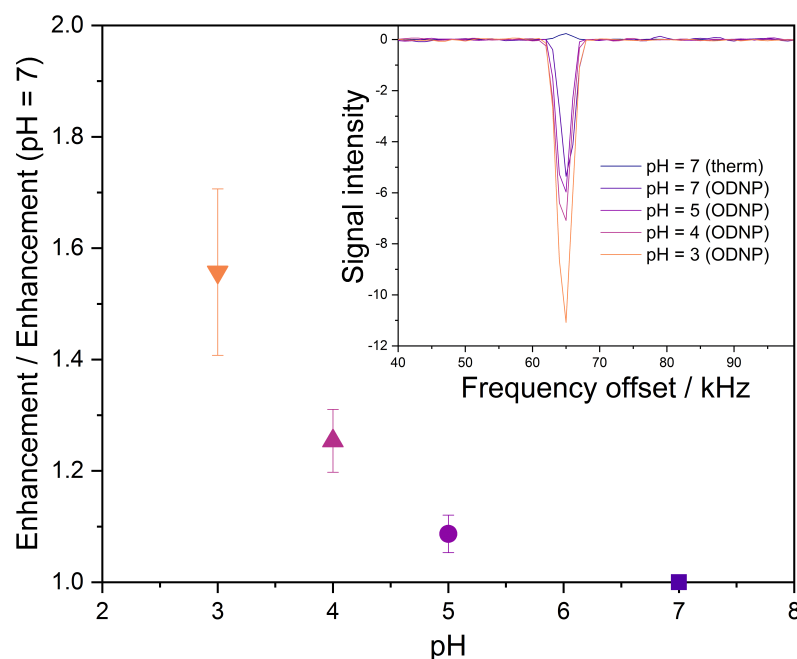 2.0
1.8
1.6
1.4
1.2
1.0
Enhancement / Enhancement (pH = 7)
2 3 4 5 6 7 8
pH
0
-2
-4
-6
-8
-10
-12
Signal intensity
40 50 60 70 80 90
Frequency offset / kHz
pH = 7 (therm)
pH = 7 (ODNP)
pH = 5 (ODNP)
pH = 4 (ODNP)
pH = 3 (ODNP)